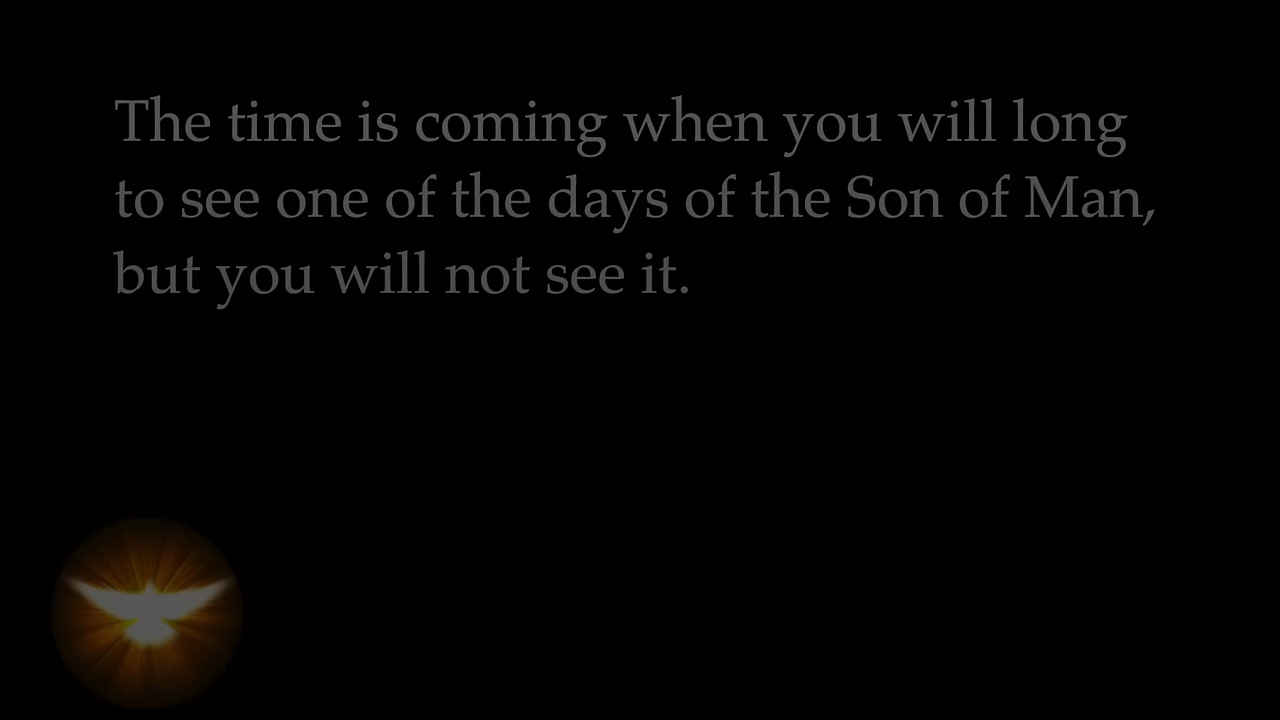 The time is coming when you will long
to see one of the days of the Son of Man,
but you will not see it.